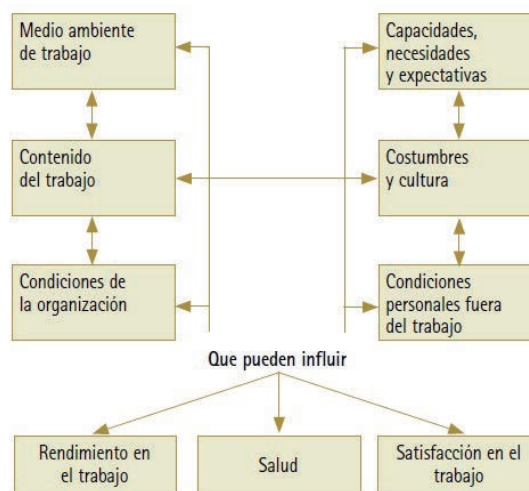 Medio ambiente
de trabajo
Capacidades,
necesidades
y expectativas
Contenido
del trabajo
Costumbres
y cultura
Condiciones de
la organización
Condiciones
personales fuera
del trabajo
Que pueden influir
Rendimiento en
el trabajo
Salud
Satisfacción en el
trabajo